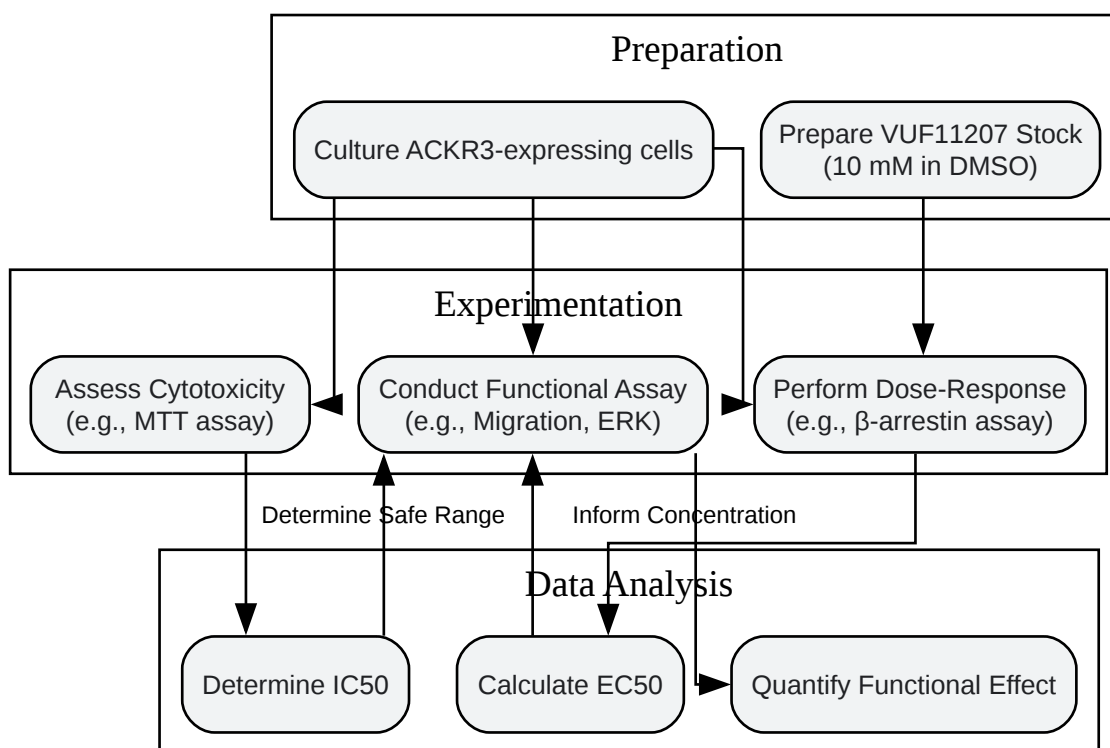 Preparation
Culture ACKR3-expressing cells
Prepare VUF11207 Stock
(10 mM in DMSO)
Experimentation
Assess Cytotoxicity
(e.g., MTT assay)
Conduct Functional Assay
(e.g., Migration, ERK)
Perform Dose-Response
(e.g., β-arrestin assay)
Determine Safe Range
Inform Concentration
Data Analysis
Determine IC50
Calculate EC50
Quantify Functional Effect